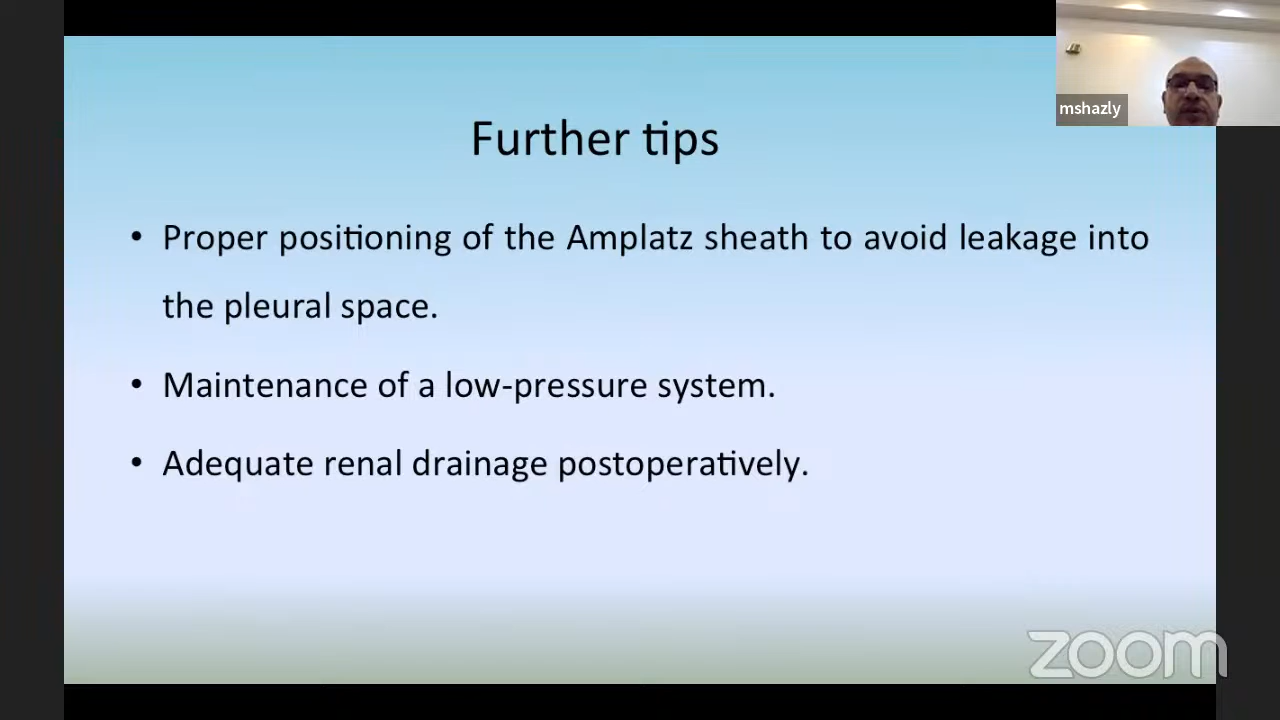 mshazly
Further tips
• Proper positioning of the Amplatz sheath to avoid leakage into
the pleural space.
• Maintenance of a low-pressure system.
• Adequate renal drainage postoperatively.
zoom